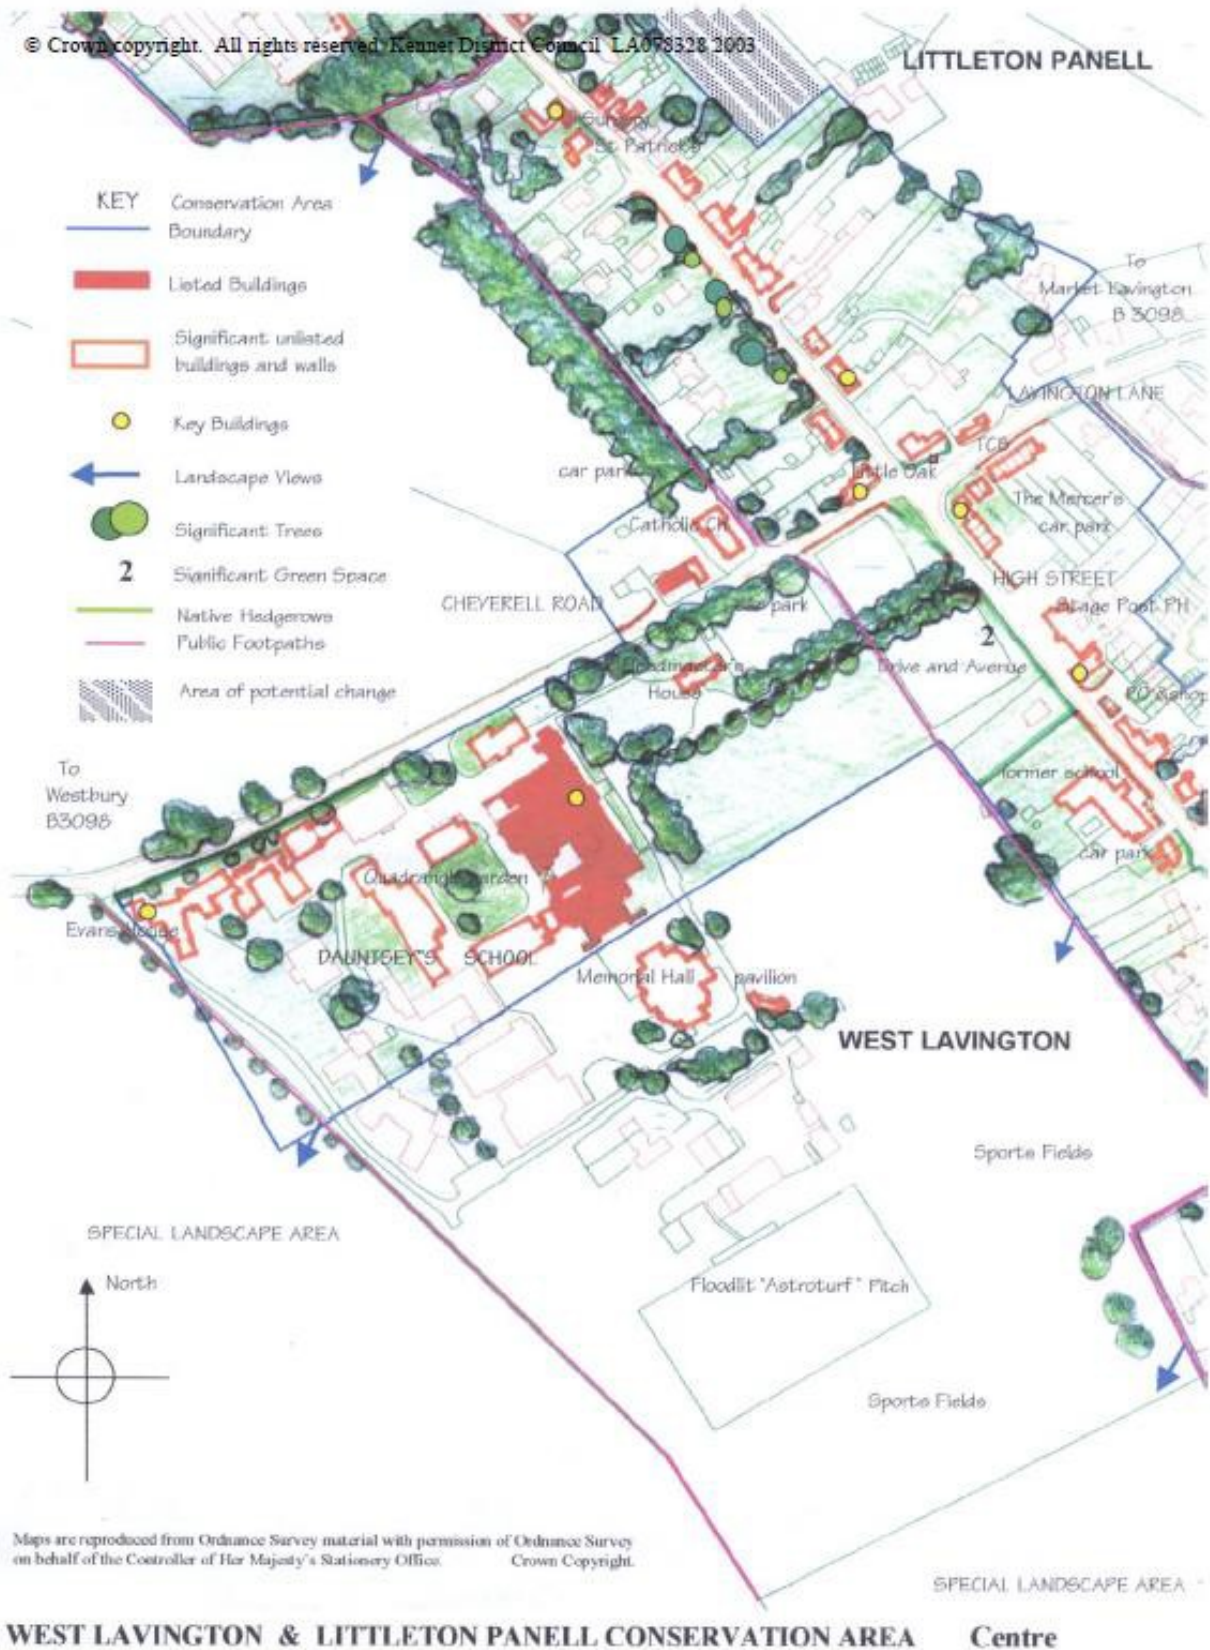 © Crown copyright. All rights reserved Kennet District Council LA078328 2003
LITTLETON PANELL
Surgery
St Patrick's
KEY
Conservation Area
Boundary
To
Market Lavington
B 3098
Listed Buildings
Significant unlisted
buildings and walls
LAVINGTON LANE
Key Buildings
TCB
car park
Little Oak
Landscape Views
The Mercer's
car park
Catholic Ch
Significant Trees
2 Significant Green Space
HIGH STREET
CHEVERELL ROAD
park
Stage Post PH
Native Hedgerows
2
Public Footpaths
Headmaster's
House
Drive and Avenue
Area of potential change
PO & shop
To
Westbury
B3098
former school
car park
Quadrangle garden
Evans House
DAUNTSEY'S SCHOOL
Memorial Hall
pavilion
WEST LAVINGTON
Sports Fields
SPECIAL LANDSCAPE AREA
North
Floodlit "Astroturf" Pitch
Sports Fields
Maps are reproduced from Ordnance Survey material with permission of Ordnance Survey
on behalf of the Controller of Her Majesty's Stationery Office. Crown Copyright.
SPECIAL LANDSCAPE AREA
WEST LAVINGTON & LITTLETON PANELL CONSERVATION AREA Centre